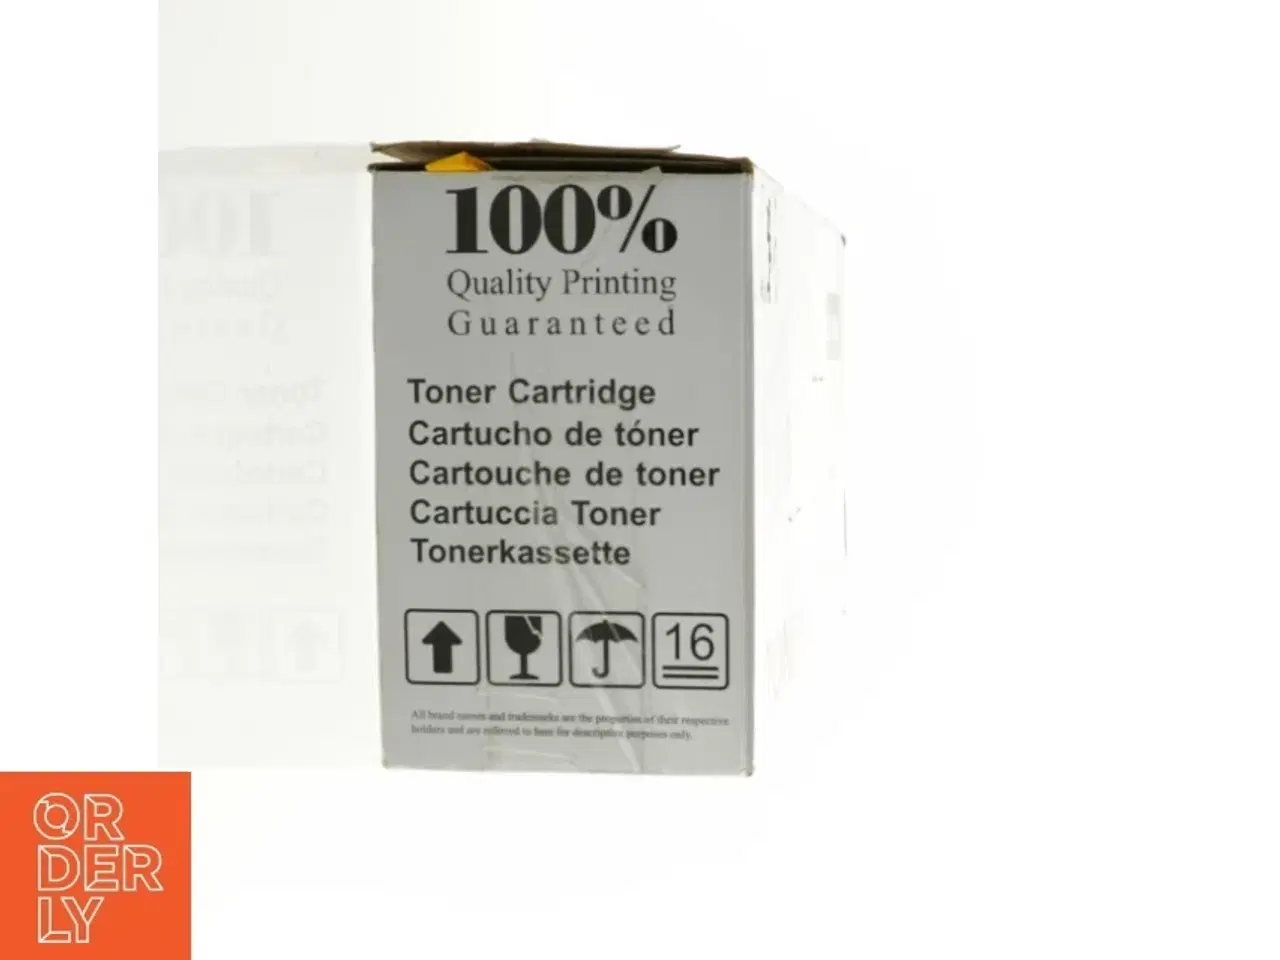 100%
Quality Printing
Guaranteed
Toner Cartridge
Cartucho de tóner
Cartouche de toner
Cartuccia Toner
Tonerkassette
16
All brand names and trademarks are the properties of their respective
holders and are referred to here for descriptive purposes only.
OR
DER
LY